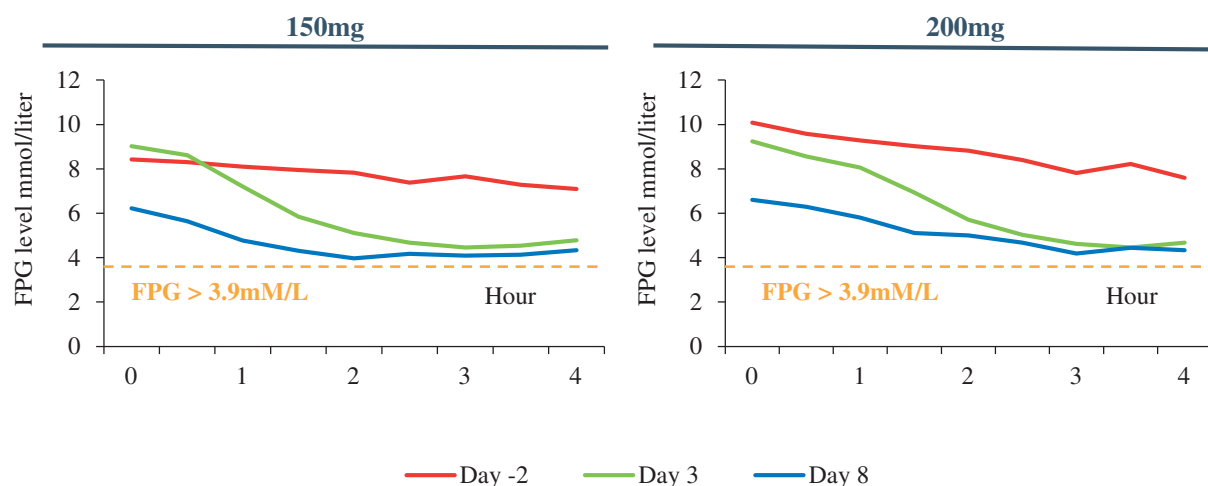 150mg
FPG level mmol/liter
12
10
8
6
4
2
0
FPG > 3.9mM/L
Hour
0 1 2 3 4
200mg
FPG level mmol/liter
12
10
8
6
4
2
0
FPG > 3.9mM/L
Hour
0 1 2 3 4
Day -2 Day 3 Day 8